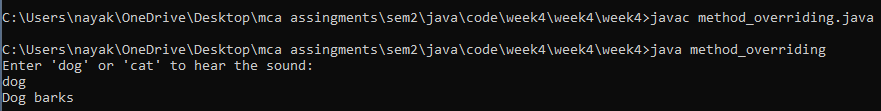 C:\Users\nayak\OneDrive\Desktop\mca assingments\sem2\java\code\week4\week4\week4>javac method_overriding.java
C:\Users\nayak\OneDrive\Desktop\mca assingments\sem2\java\code\week4\week4\week4>java method_overriding
Enter 'dog' or 'cat' to hear the sound:
dog
Dog barks